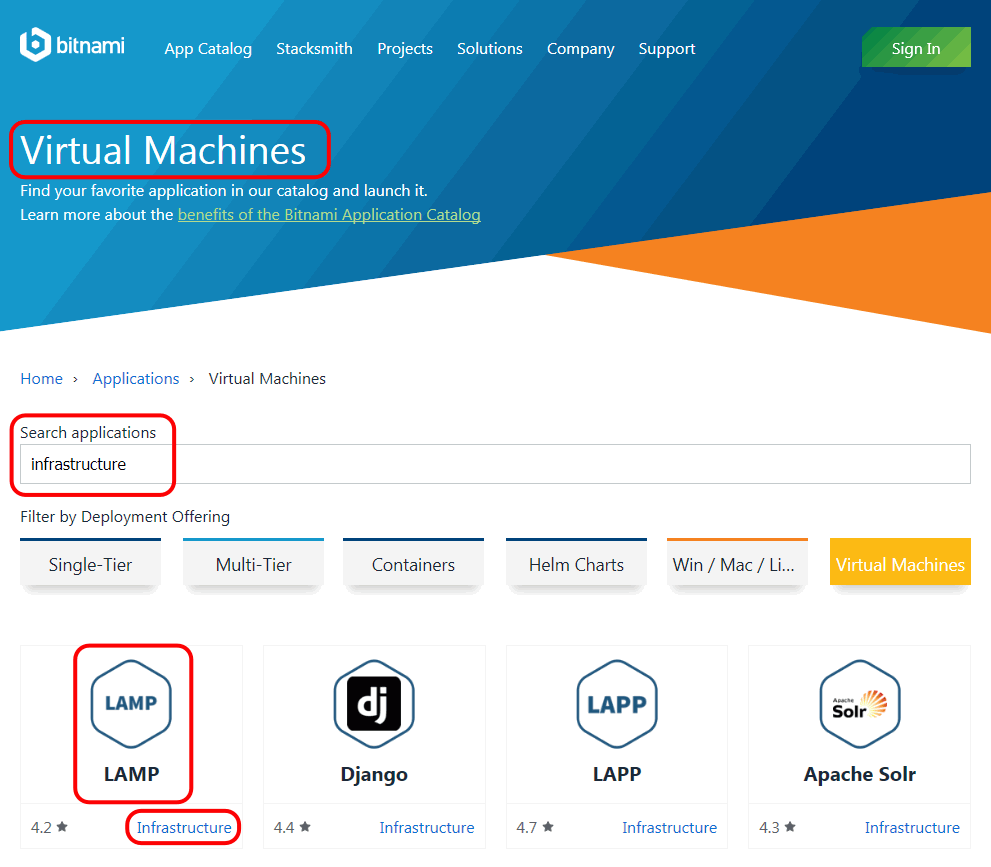 bitnami App Catalog Stacksmith Projects Solutions Company Support Sign In
Virtual Machines
Find your favorite application in our catalog and launch it.
Learn more about the benefits of the Bitnami Application Catalog
Home › Applications › Virtual Machines
Search applications
infrastructure
Filter by Deployment Offering
Single-Tier Multi-Tier Containers Helm Charts Win / Mac / Li... Virtual Machines
LAMP dj LAPP Apache Solr
LAMP Django LAPP Apache Solr
4.2 ★ Infrastructure 4.4 ★ Infrastructure 4.7 ★ Infrastructure 4.3 ★ Infrastructure